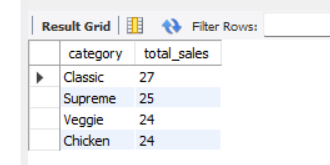 Result Grid Filter Rows:
category total_sales
Classic 27
Supreme 25
Veggie 24
Chicken 24